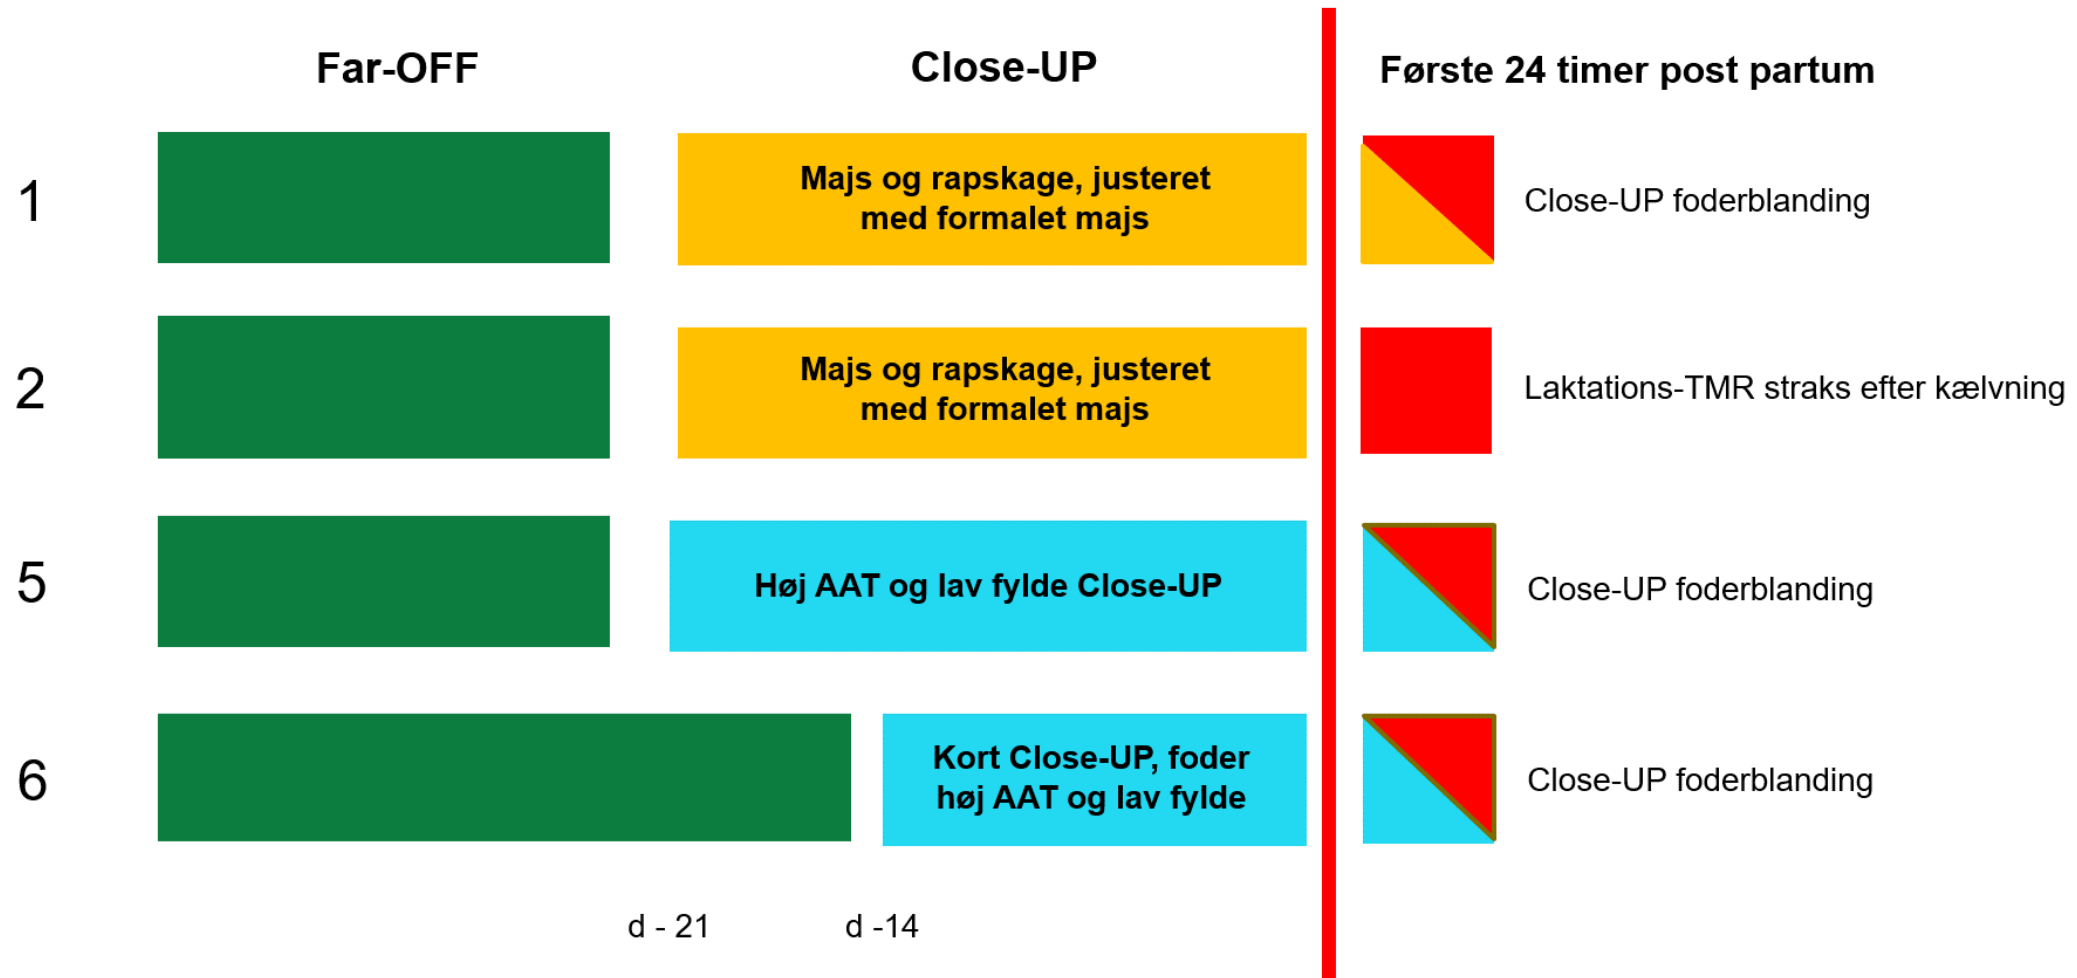 Far-OFF
Close-UP
Første 24 timer post partum
1
Majs og rapskage, justeret
med formalet majs
Close-UP foderblanding
2
Majs og rapskage, justeret
med formalet majs
Laktations-TMR straks efter kælvning
5
Høj AAT og lav fylde Close-UP
Close-UP foderblanding
6
Kort Close-UP, foder
høj AAT og lav fylde
Close-UP foderblanding
d - 21
d -14